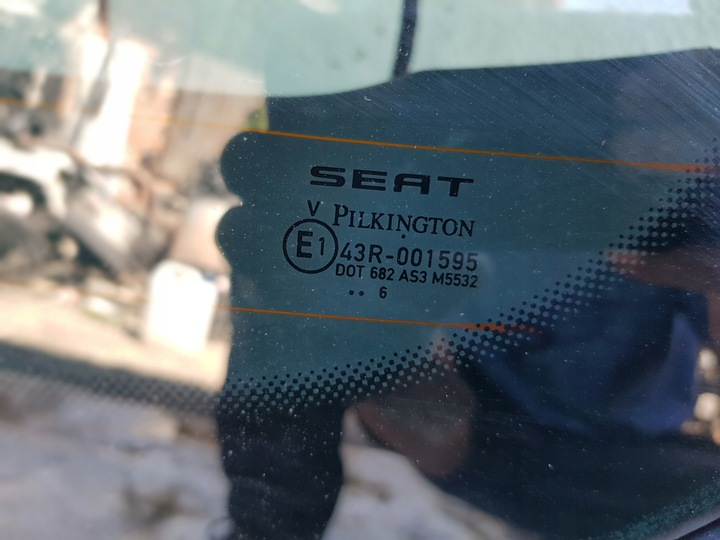 SEAT
V PILKINGTON
E1 43R-001595
DOT 682 AS3 M5532
.. 6